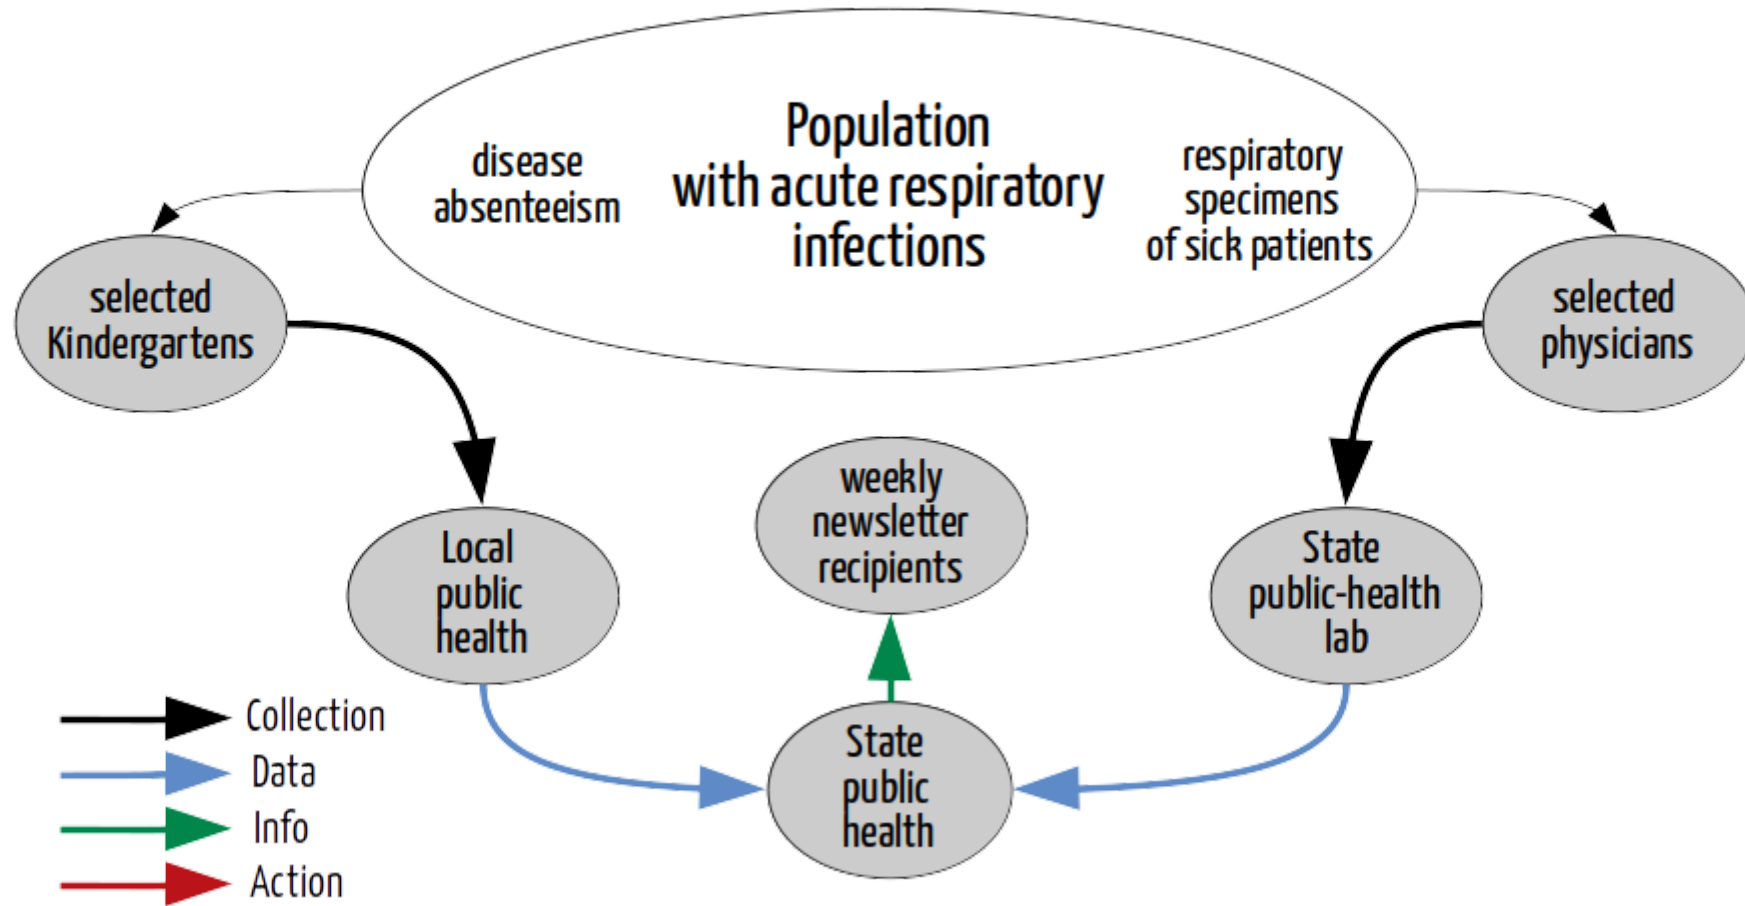 Population
with acute respiratory
infections
disease
absenteeism
respiratory
specimens
of sick patients
selected
Kindergartens
selected
physicians
weekly
newsletter
recipients
Local
public
health
State
public-health
lab
State
public
health
Collection
Data
Info
Action